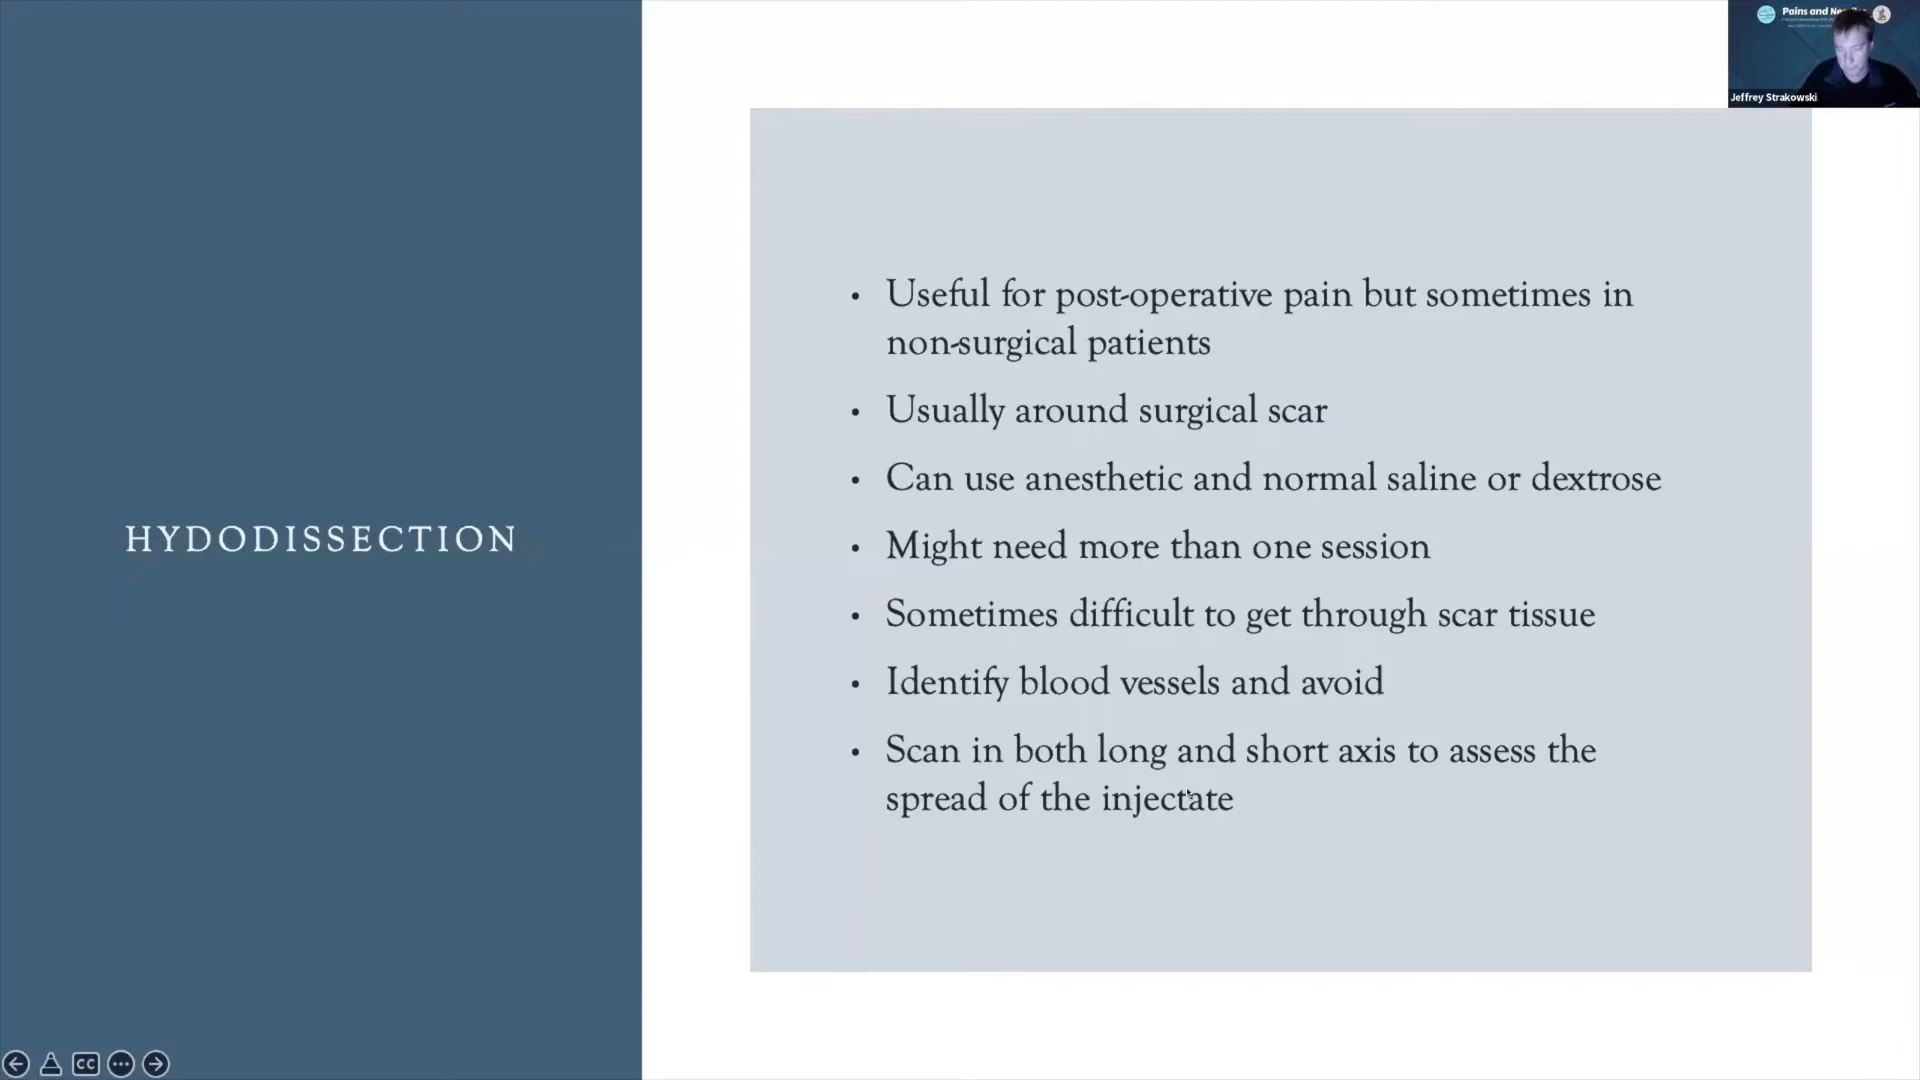 Pains and
Jeffrey Strakowski
HYDODISSECTION
• Useful for post-operative pain but sometimes in
non-surgical patients
• Usually around surgical scar
• Can use anesthetic and normal saline or dextrose
• Might need more than one session
• Sometimes difficult to get through scar tissue
• Identify blood vessels and avoid
• Scan in both long and short axis to assess the
spread of the injectate
CC